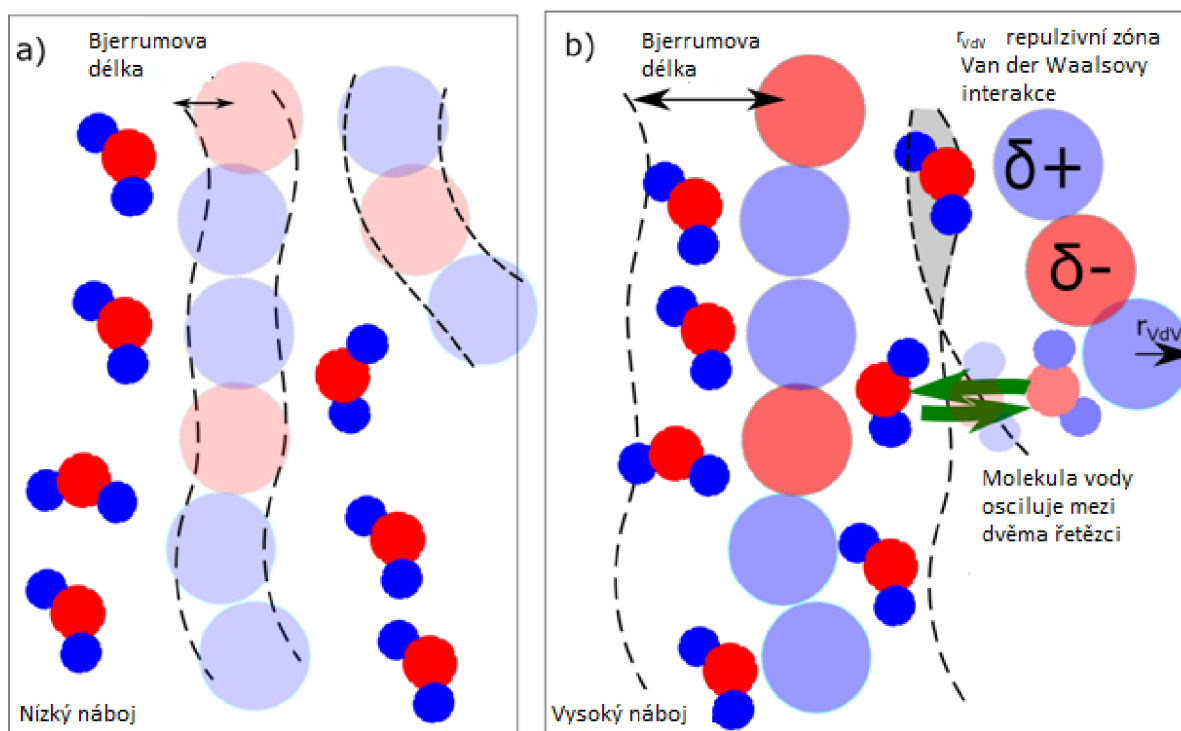 a)
Bjerrumova
délka
Nízký náboj
b)
Bjerrumova
délka
rVdV repulzivní zóna
Van der Waalsovy
interakce
δ+
δ-
rVdV
Molekula vody
osciluje mezi
dvěma řetězci
Vysoký náboj